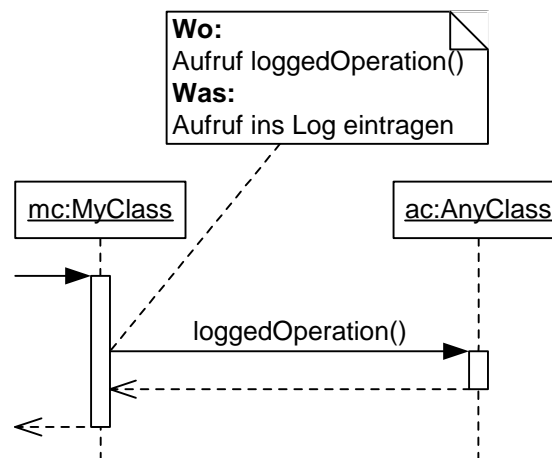 Wo:
Aufruf loggedOperation()
Was:
Aufruf ins Log eintragen
mc:MyClass
ac:AnyClass
loggedOperation()